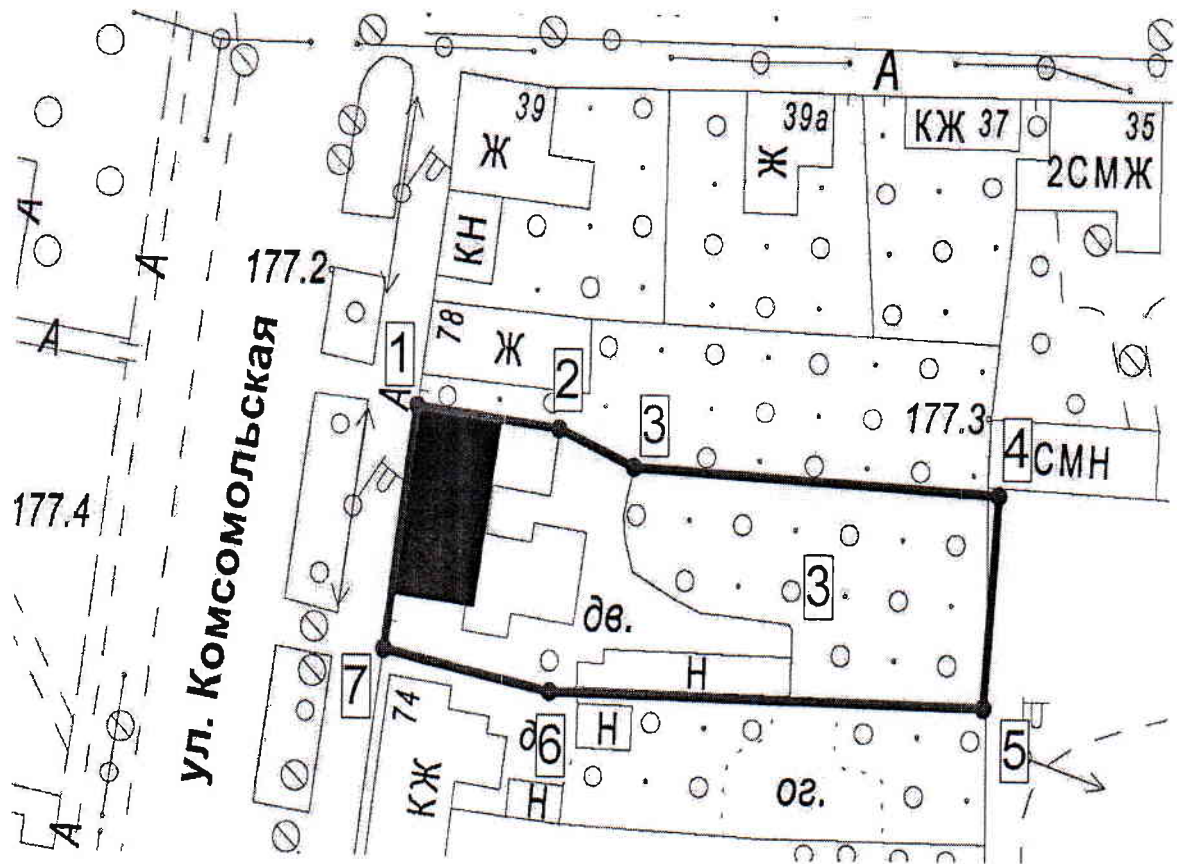 А
39
Ж
39а
Ж
КЖ 37
35
2СМЖ
А
А
КН
177.2
78
Ж
А
1
2
А
3
177.3
4
СМН
ул. Комсомольская
177.4
3
дв.
Н
7
74
6
Н
5
КЖ
Н
ог.
А